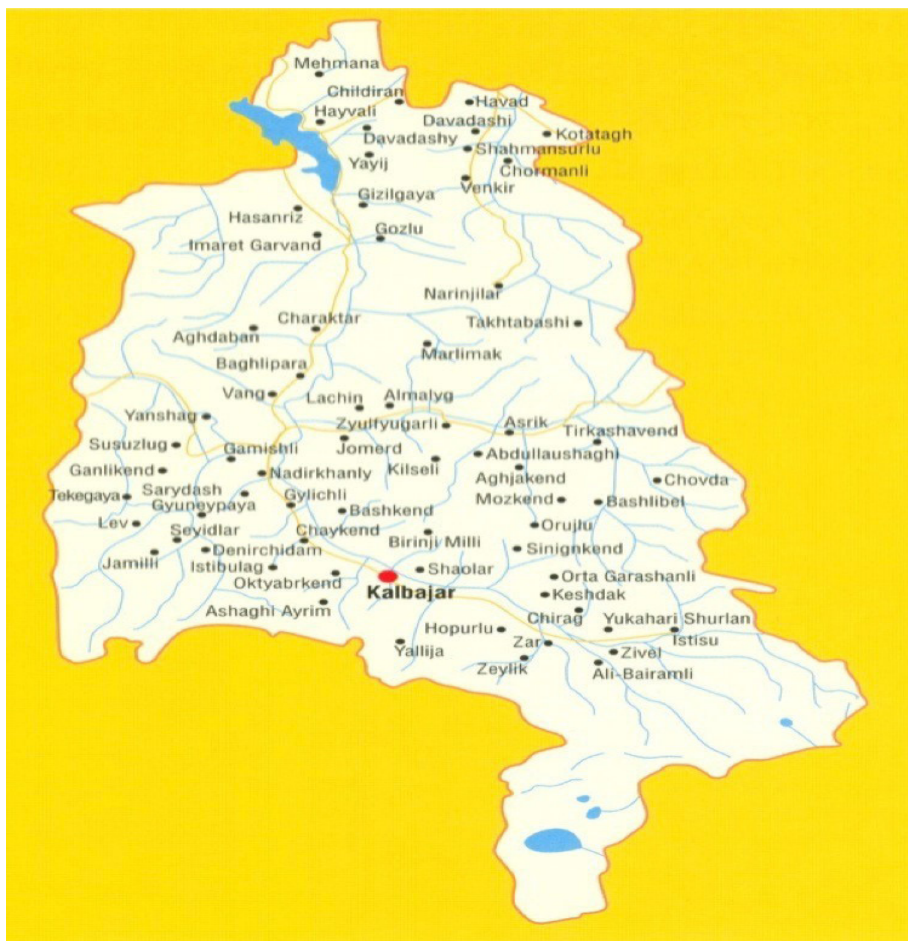 Mehmana
Childiran
Havad
Hayvali
Davadashi
Davadashy
Kotatagh
Shahmansurlu
Yayij
Chormanli
Venkir
Gizilgaya
Hasanriz
Gozlu
Imaret Garvand
Narinjilar
Charaktar
Takhtabashi
Aghdaban
Marlimak
Baghlipara
Vang
Lachin
Almalyg
Yanshag
Zyulfyugarli
Asrik
Tirkashavend
Susuzlug
Gamishli
Jomerd
Abdullaushaghi
Ganlikend
Nadirkhanly
Kilseli
Aghjakend
Chovda
Tekegaya
Sarydash
Gylichli
Mozkend
Bashlibel
Gyuneypaya
Bashkend
Lev
Seyidlar
Chaykend
Orujlu
Birinji Milli
Denirchidam
Sinignkend
Jamilli
Istibulag
Shaolar
Oktyabrkend
Orta Garashanli
Kalbajar
Keshdak
Ashaghi Ayrim
Chirag
Yukahari Shurlan
Hopurlu
Zar
Istisu
Yallija
Zivel
Zeylik
Ali-Bairamli